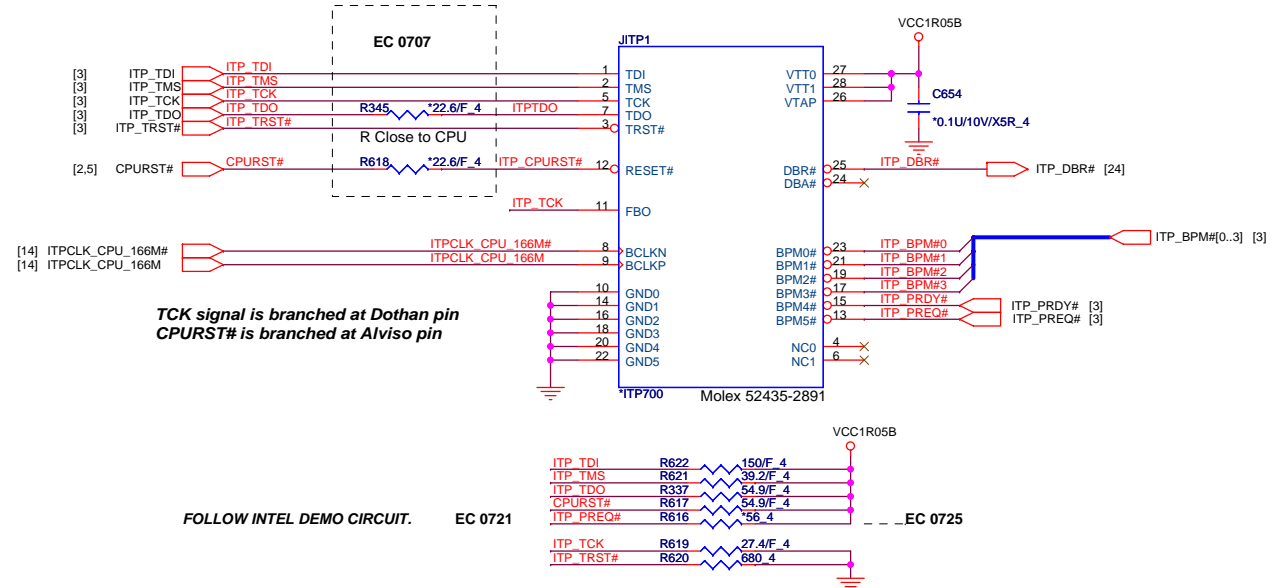 VCC1R05B
EC 0707
JITP1
[3] ITP_TDI ITP_TDI 1 TDI VTT0 27
[3] ITP_TMS ITP_TMS 2 TMS VTT1 28
[3] ITP_TCK ITP_TCK 5 TCK VTAP 26 C654
[3] ITP_TDO ITP_TDO R345 *22.6/F_4 ITPTDO 7 TDO
[3] ITP_TRST# ITP_TRST# 3 TRST# *0.1U/10V/X5R_4
R Close to CPU
[2,5] CPURST# CPURST# R618 *22.6/F_4 ITP_CPURST# 12 RESET# DBR# 25 ITP_DBR# ITP_DBR# [24]
DBA# 24
ITP_TCK 11 FBO
[14] ITPCLK_CPU_166M# ITPCLK_CPU_166M# 8 BCLKN BPM0# 23 ITP_BPM#0 ITP_BPM#[0..3] [3]
[14] ITPCLK_CPU_166M ITPCLK_CPU_166M 9 BCLKP BPM1# 21 ITP_BPM#1
BPM2# 19 ITP_BPM#2
10 GND0 BPM3# 17 ITP_BPM#3
14 GND1 BPM4# 15 ITP_PRDY# ITP_PRDY# [3]
16 GND2 BPM5# 13 ITP_PREQ# ITP_PREQ# [3]
18 GND3
20 GND4 NC0 4
22 GND5 NC1 6
TCK signal is branched at Dothan pin
CPURST# is branched at Alviso pin
*ITP700 Molex 52435-2891
VCC1R05B
ITP_TDI R622 150/F_4
ITP_TMS R621 39.2/F_4
ITP_TDO R337 54.9/F_4
CPURST# R617 54.9/F_4
ITP_PREQ# R616 *56_4
FOLLOW INTEL DEMO CIRCUIT. EC 0721 EC 0725
ITP_TCK R619 27.4/F_4
ITP_TRST# R620 680_4